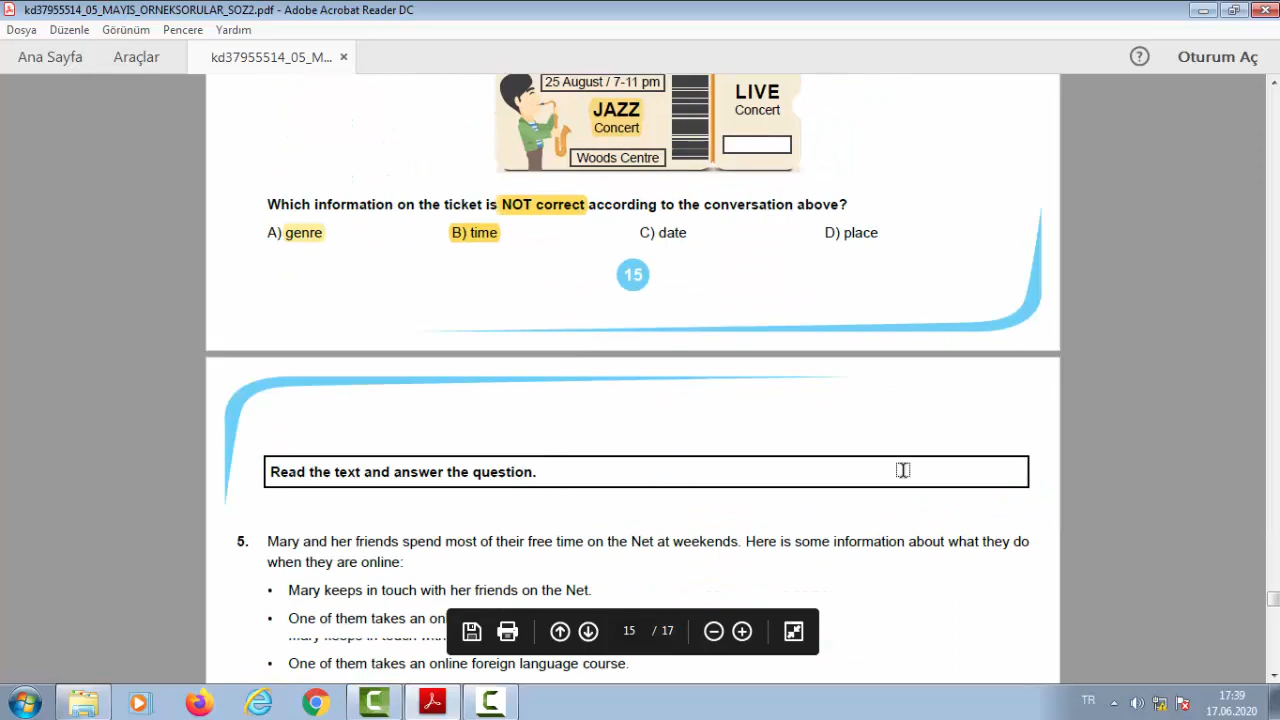 kd37955514_05_MAYIS_ORNEKSORULAR_SOZ2.pdf - Adobe Acrobat Reader DC
Dosya Düzenle Görünüm Pencere Yardım
Ana Sayfa Araçlar kd37955514_05_M... × Oturum Aç
25 August / 7-11 pm
JAZZ
Concert
Woods Centre
LIVE
Concert
Which information on the ticket is NOT correct according to the conversation above?
A) genre B) time C) date D) place
15
Read the text and answer the question.
5. Mary and her friends spend most of their free time on the Net at weekends. Here is some information about what they do
when they are online:
• Mary keeps in touch with her friends on the Net.
• One of them takes an on
15 / 17
• One of them takes an online foreign language course.
TR 17:39
17.06.2020